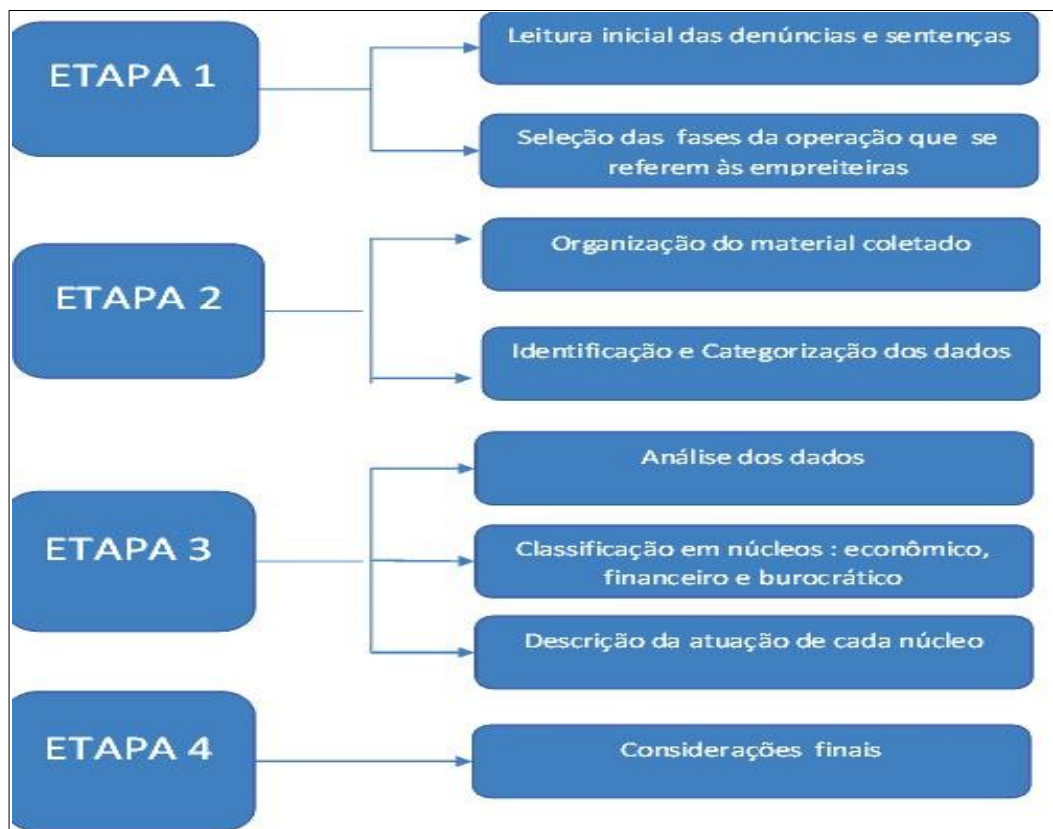 ETAPA 1
Leitura inicial das denúncias e sentenças
Seleção das fases da operação que se
referem às empreiteiras
ETAPA 2
Organização do material coletado
Identificação e Categorização dos dados
ETAPA 3
Análise dos dados
Classificação em núcleos : econômico,
financeiro e burocrático
Descrição da atuação de cada núcleo
ETAPA 4
Considerações finais